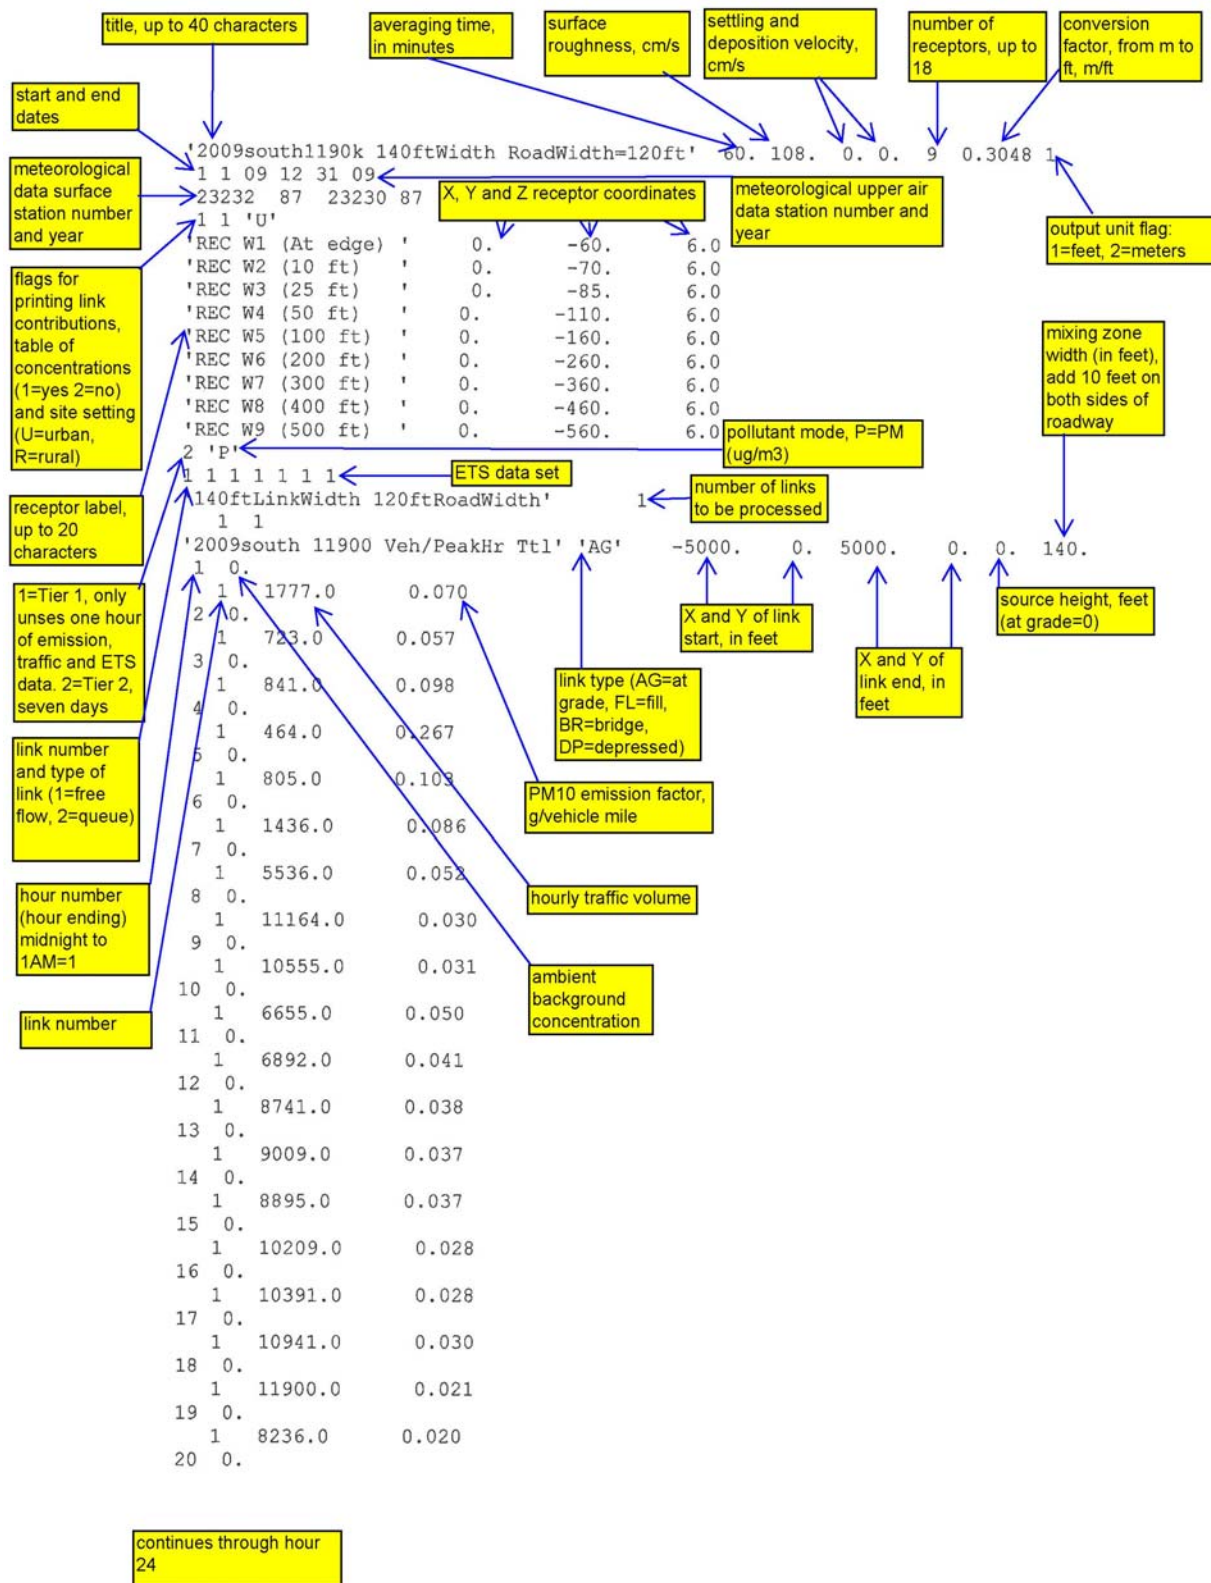 title, up to 40 characters
averaging time,
in minutes
surface
roughness, cm/s
settling and
deposition velocity,
cm/s
number of
receptors, up to
18
conversion
factor, from m to
ft, m/ft
start and end
dates
'2009south1190k 140ftWidth RoadWidth=120ft' 60. 108. 0. 0. 9 0.3048 1
1 1 09 12 31 09
meteorological
data surface
station number
and year
23232 87 23230 87
X, Y and Z receptor coordinates
meteorological upper air
data station number and
year
output unit flag:
1=feet, 2=meters
1 1 'U'
'REC W1 (At edge) ' 0. -60. 6.0
'REC W2 (10 ft) ' 0. -70. 6.0
'REC W3 (25 ft) ' 0. -85. 6.0
'REC W4 (50 ft) ' 0. -110. 6.0
'REC W5 (100 ft) ' 0. -160. 6.0
'REC W6 (200 ft) ' 0. -260. 6.0
'REC W7 (300 ft) ' 0. -360. 6.0
'REC W8 (400 ft) ' 0. -460. 6.0
'REC W9 (500 ft) ' 0. -560. 6.0
flags for
printing link
contributions,
table of
concentrations
(1=yes 2=no)
and site setting
(U=urban,
R=rural)
mixing zone
width (in feet),
add 10 feet on
both sides of
roadway
2 'P'
pollutant mode, P=PM
(ug/m3)
1 1 1 1 1 1 1
ETS data set
number of links
to be processed
receptor label,
up to 20
characters
'140ftLinkWidth 120ftRoadWidth' 1
1 1
'2009south 11900 Veh/PeakHr Ttl' 'AG' -5000. 0. 5000. 0. 0. 140.
1 0.
1 1777.0 0.070
2 0.
1 723.0 0.057
3 0.
1 841.0 0.098
4 0.
1 464.0 0.267
5 0.
1 805.0 0.103
6 0.
1 1436.0 0.086
7 0.
1 5536.0 0.052
8 0.
1 11164.0 0.030
9 0.
1 10555.0 0.031
10 0.
1 6655.0 0.050
11 0.
1 6892.0 0.041
12 0.
1 8741.0 0.038
13 0.
1 9009.0 0.037
14 0.
1 8895.0 0.037
15 0.
1 10209.0 0.028
16 0.
1 10391.0 0.028
17 0.
1 10941.0 0.030
18 0.
1 11900.0 0.021
19 0.
1 8236.0 0.020
20 0.
1=Tier 1, only
unses one hour
of emission,
traffic and ETS
data. 2=Tier 2,
seven days
X and Y of link
start, in feet
source height, feet
(at grade=0)
X and Y of
link end, in
feet
link type (AG=at
grade, FL=fill,
BR=bridge,
DP=depressed)
link number
and type of
link (1=free
flow, 2=queue)
PM10 emission factor,
g/vehicle mile
hour number
(hour ending)
midnight to
1AM=1
hourly traffic volume
ambient
background
concentration
link number
continues through hour
24